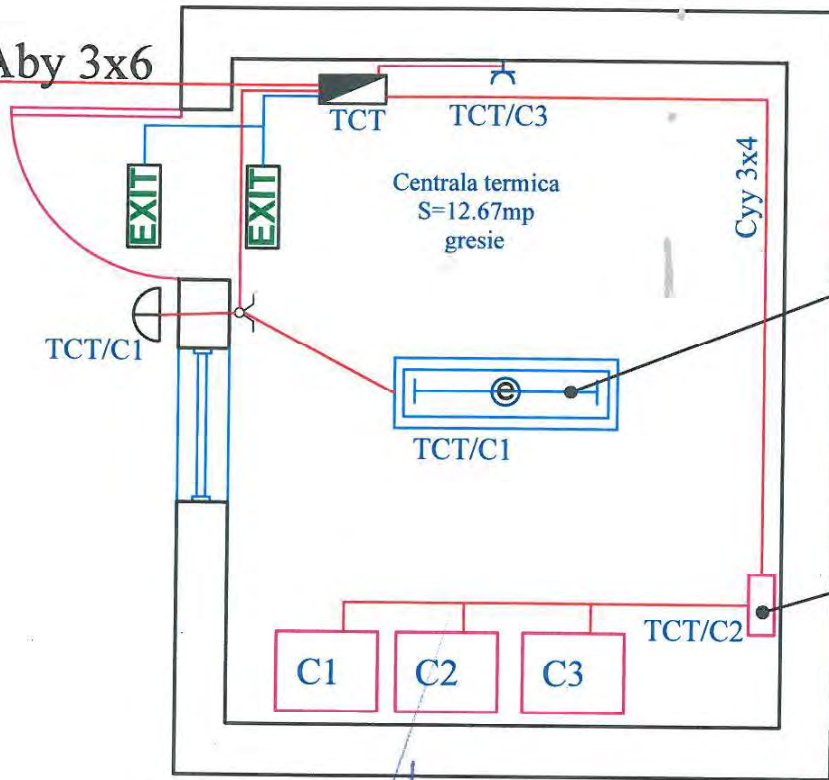 Aby 3x6
TCT
TCT/C3
EXIT
EXIT
Centrala termica
S=12.67mp
gresie
Cyy 3x4
TCT/C1
e
TCT/C1
TCT/C2
C1
C2
C3